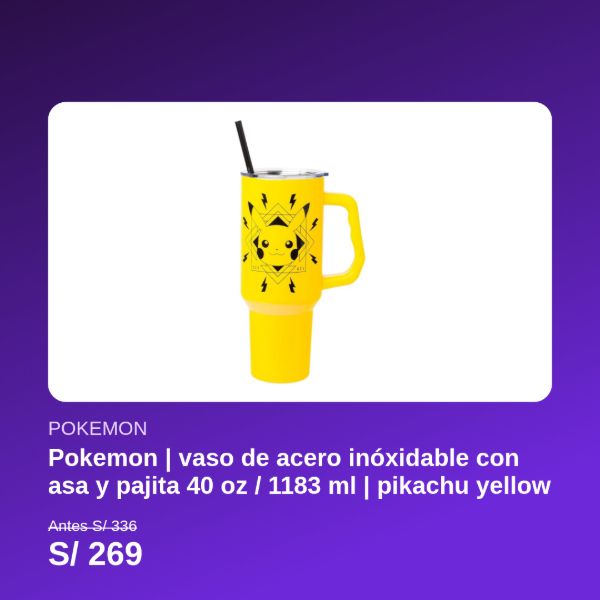 POKEMON
Pokemon | vaso de acero inóxidable con
asa y pajita 40 oz / 1183 ml | pikachu yellow
Antes S/ 336
S/ 269